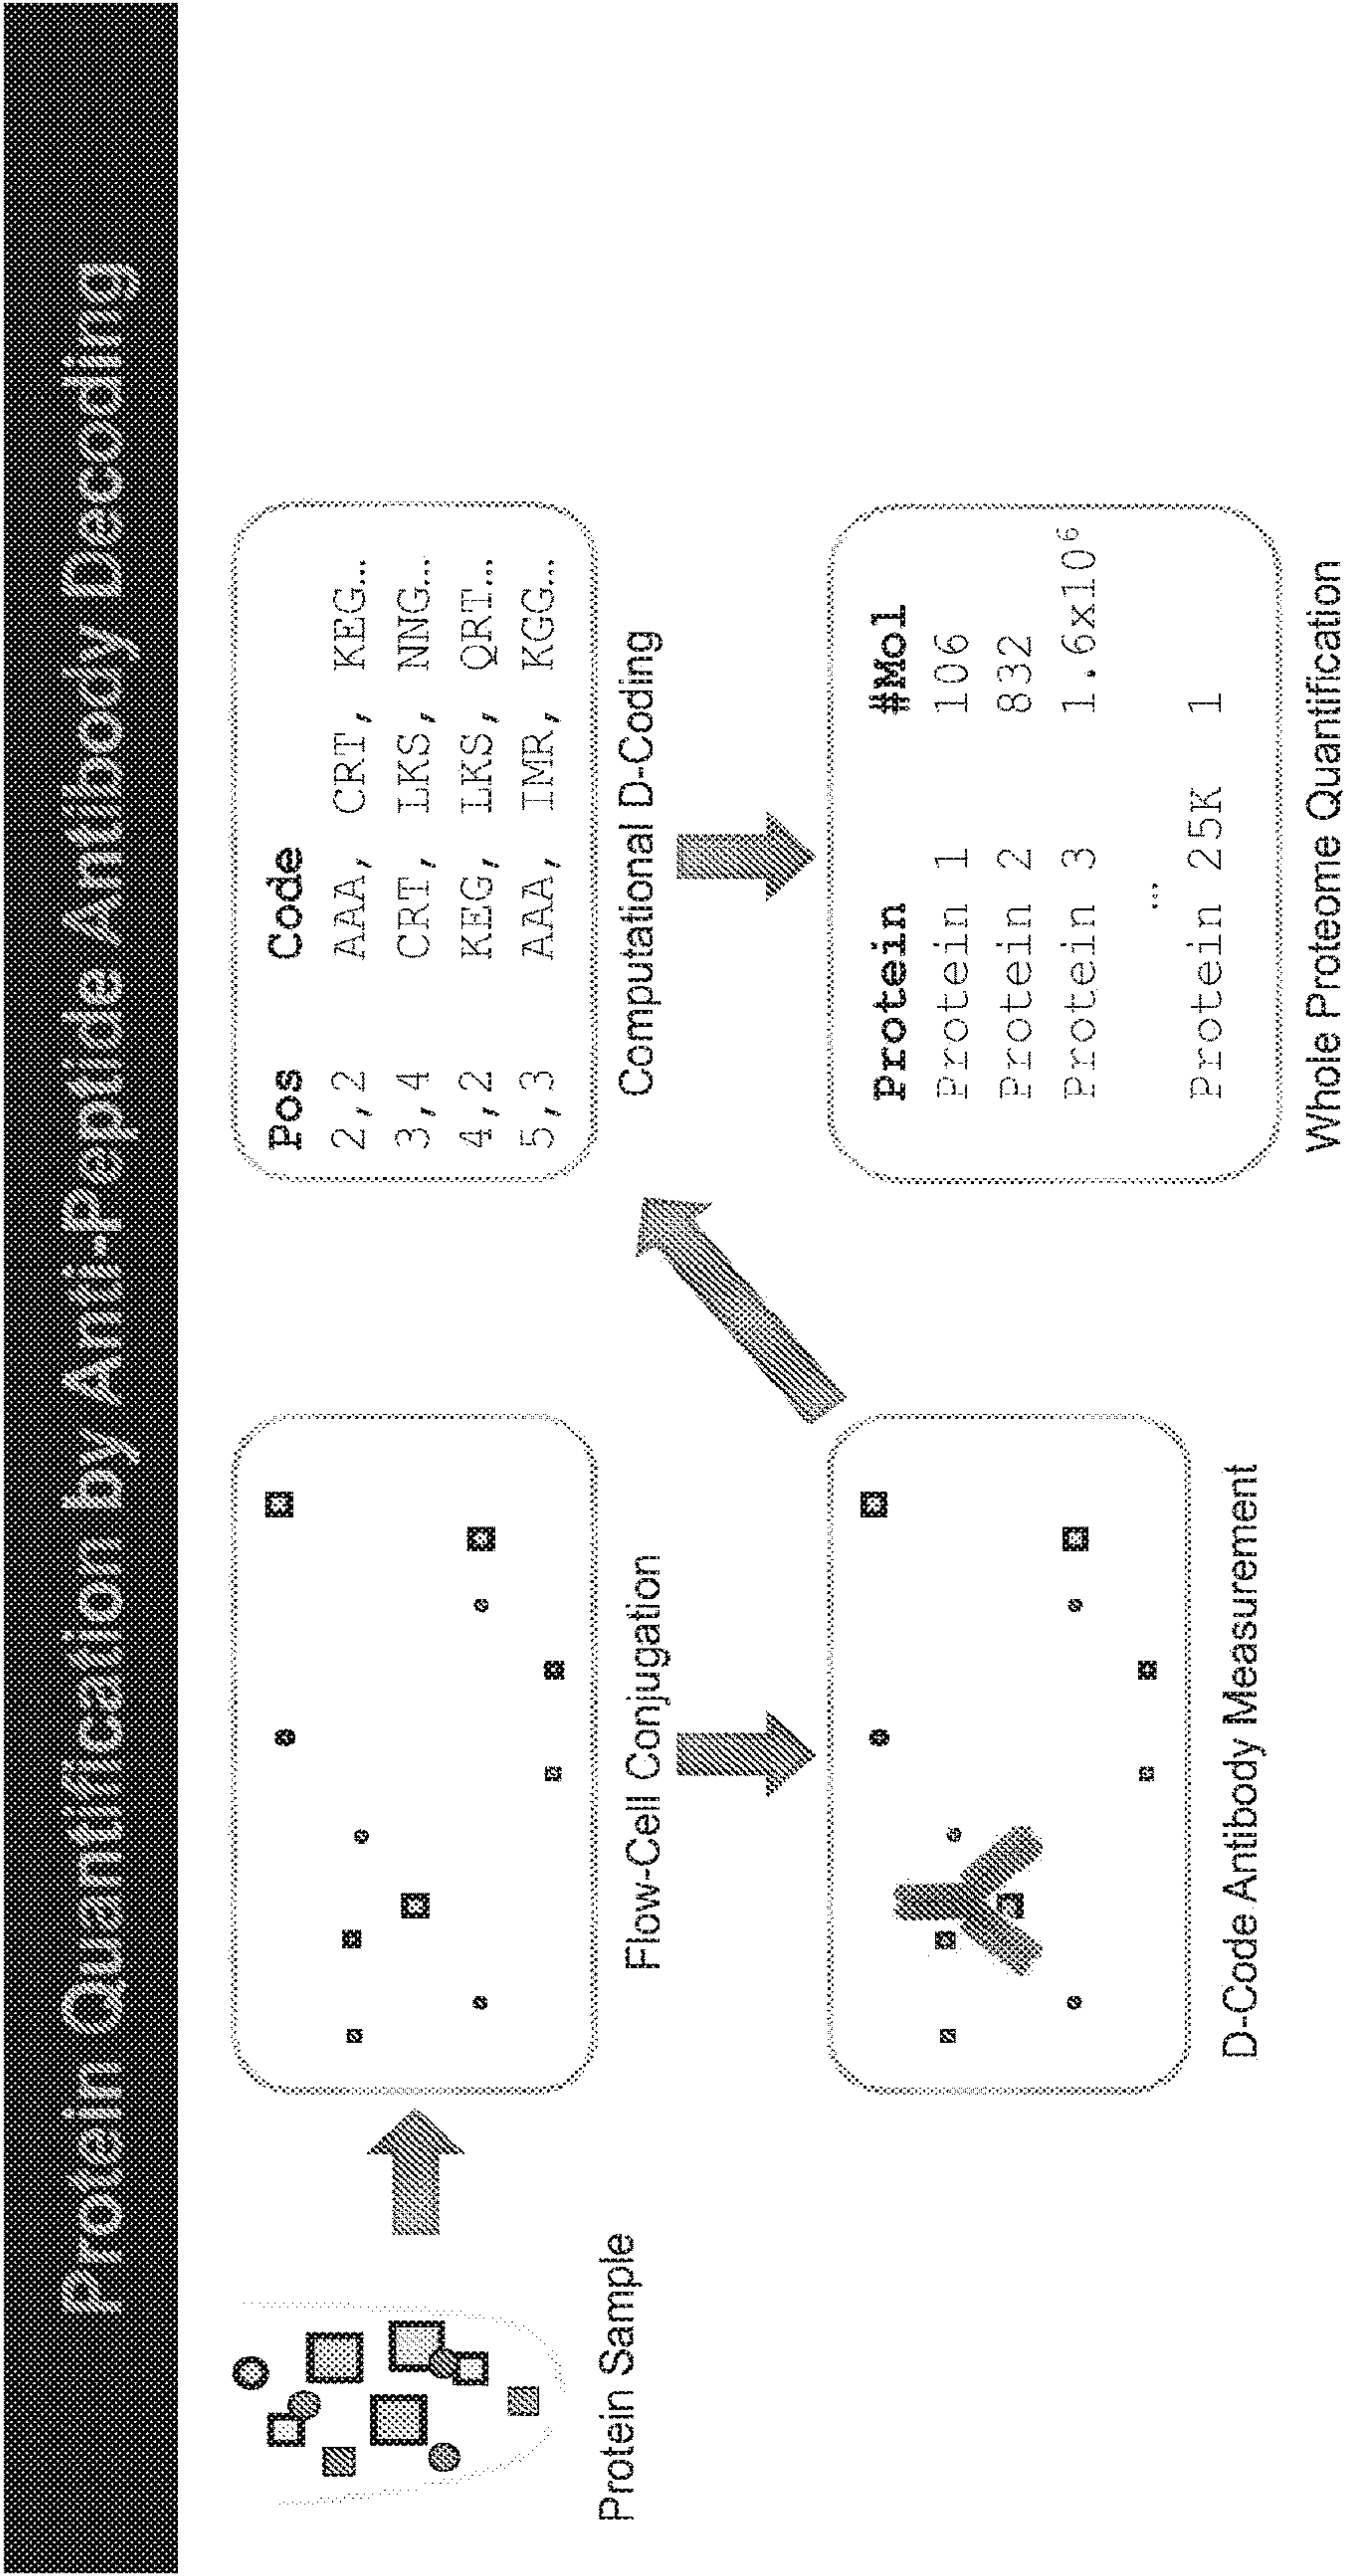 Protein Quantification by Anti-Peptide Antibody Decoding
Protein Sample
Flow-Cell Conjugation
D-Code Antibody Measurement
Pos Code
2,2 AAA, CRT, KEG...
3,4 CRT, LKS, NNG...
4,2 KEG, LKS, QRT...
5,3 AAA, IMR, KGG...
Computational D-Coding
Protein #Mol
Protein 1 106
Protein 2 832
Protein 3 1.6x10⁶
...
Protein 25K 1
Whole Proteome Quantification